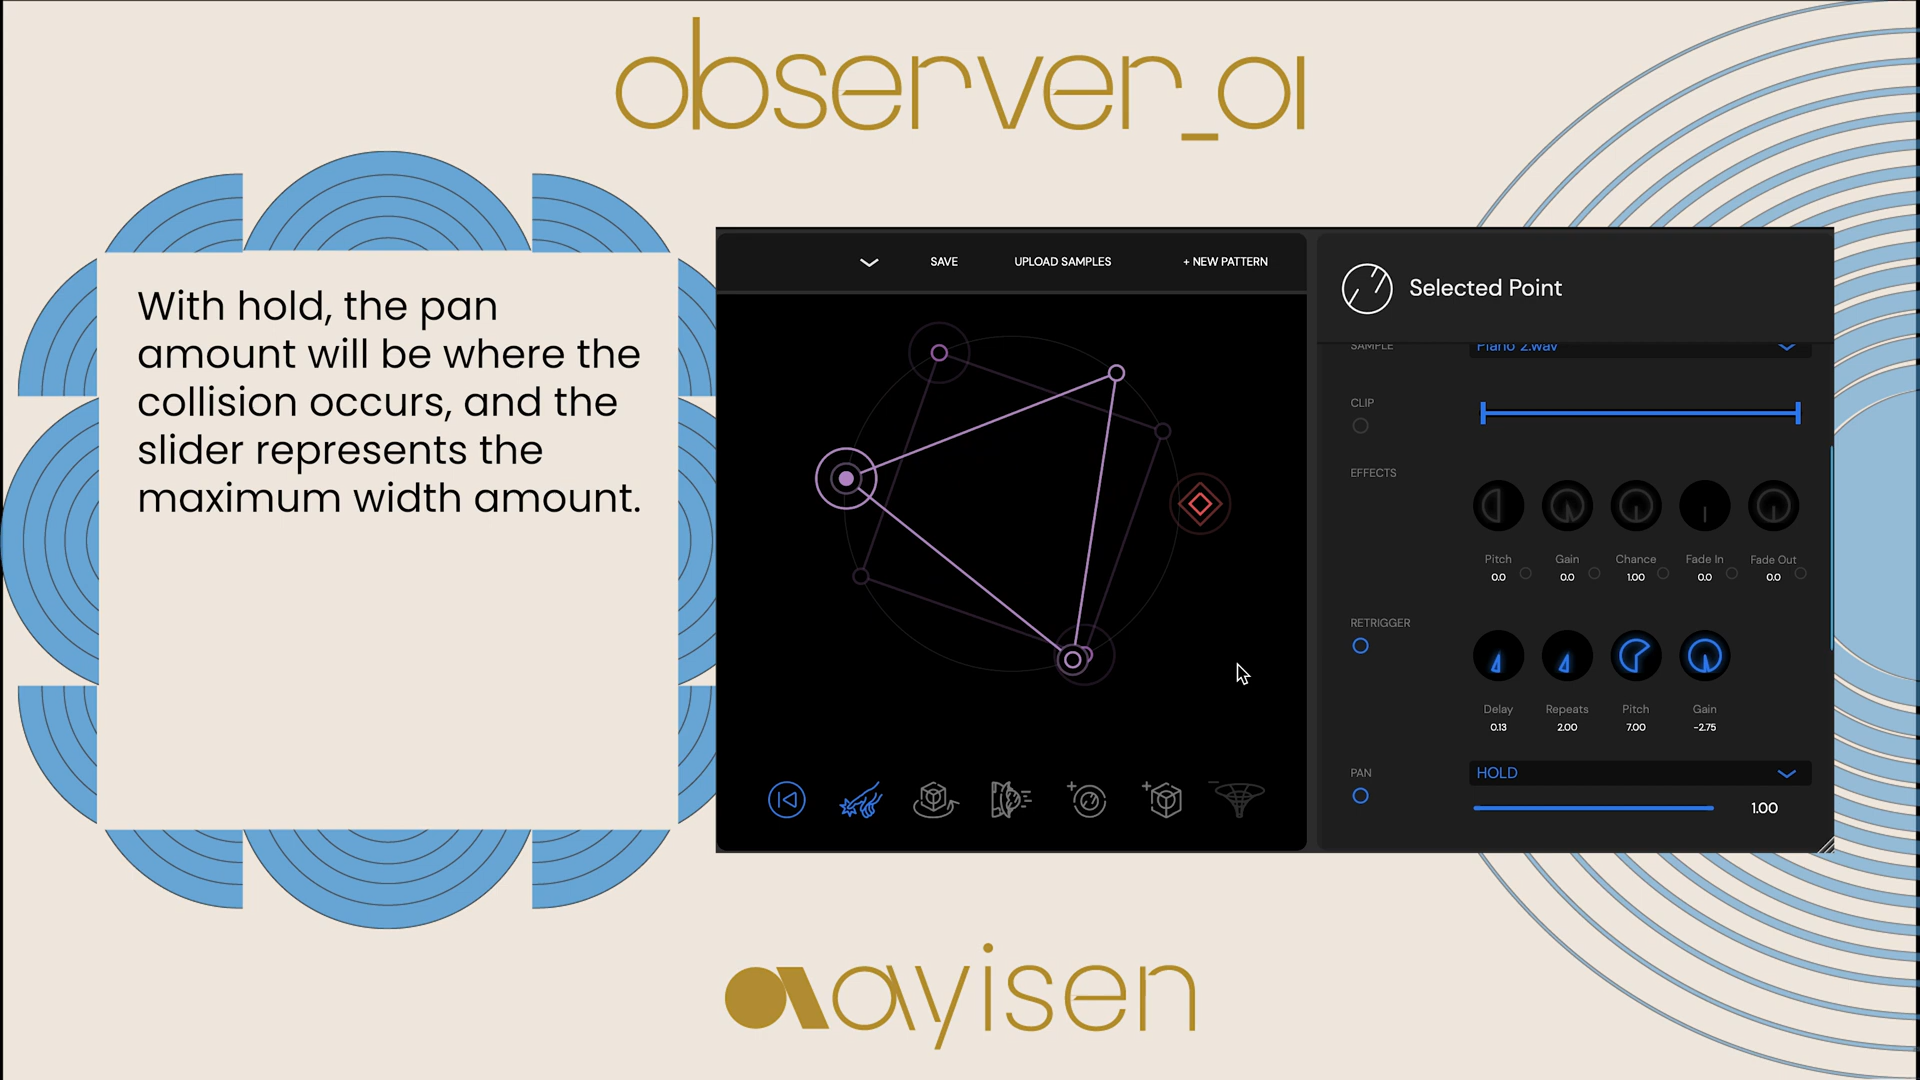 observer_01
With hold, the pan
amount will be where the
collision occurs, and the
slider represents the
maximum width amount.
SAVE
UPLOAD SAMPLES
+ NEW PATTERN
Selected Point
SAMPLE
Piano 2.wav
CLIP
EFFECTS
Pitch Gain Chance Fade In Fade Out
0.0 0.0 1.00 0.0 0.0
RETRIGGER
Delay Repeats Pitch Gain
0.13 2.00 7.00 -2.75
PAN
HOLD
1.00
ayisen